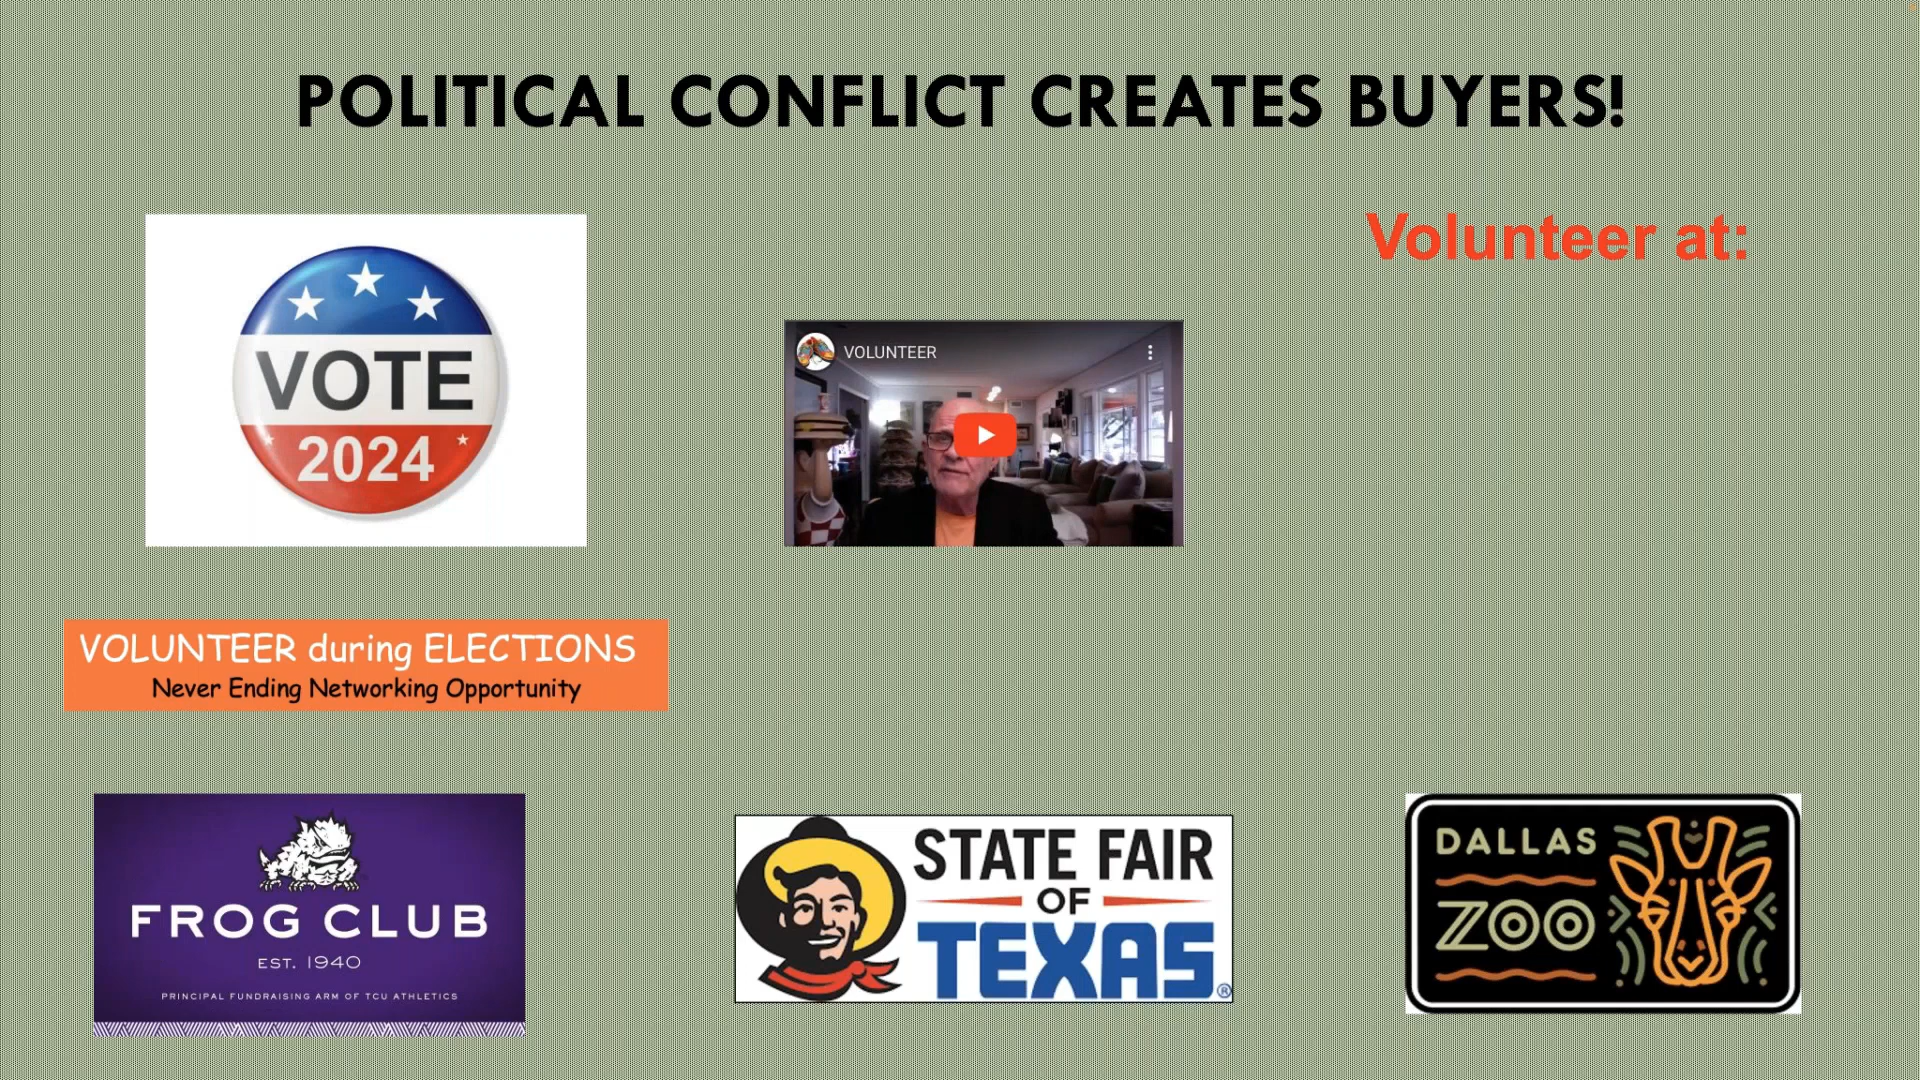 POLITICAL CONFLICT CREATES BUYERS!
Volunteer at:
VOTE
2024
VOLUNTEER
VOLUNTEER during ELECTIONS
Never Ending Networking Opportunity
FROG CLUB
EST. 1940
PRINCIPAL FUNDRAISING ARM OF TCU ATHLETICS
STATE FAIR
OF
TEXAS®
DALLAS
ZOO